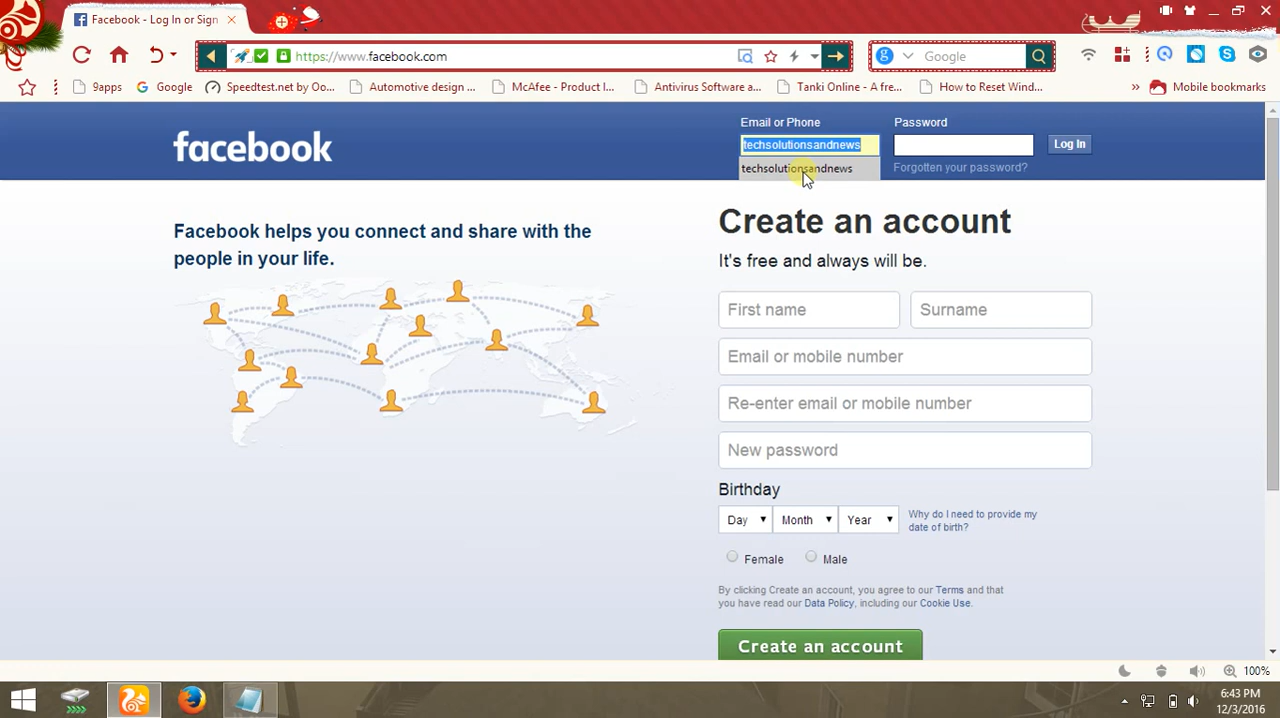 Facebook - Log In or Sign
https://www.facebook.com
Google
9apps
Google
Speedtest.net by Oo...
Automotive design ...
McAfee - Product I...
Antivirus Software a...
Tanki Online - A fre...
How to Reset Wind...
Mobile bookmarks
facebook
Email or Phone
Password
techsolutionsandnews
Log In
techsolutionsandnews
Forgotten your password?
Facebook helps you connect and share with the
people in your life.
Create an account
It's free and always will be.
First name
Surname
Email or mobile number
Re-enter email or mobile number
New password
Birthday
Day
Month
Year
Why do I need to provide my
date of birth?
Female
Male
By clicking Create an account, you agree to our Terms and that
you have read our Data Policy, including our Cookie Use.
Create an account
100%
6:43 PM
12/3/2016